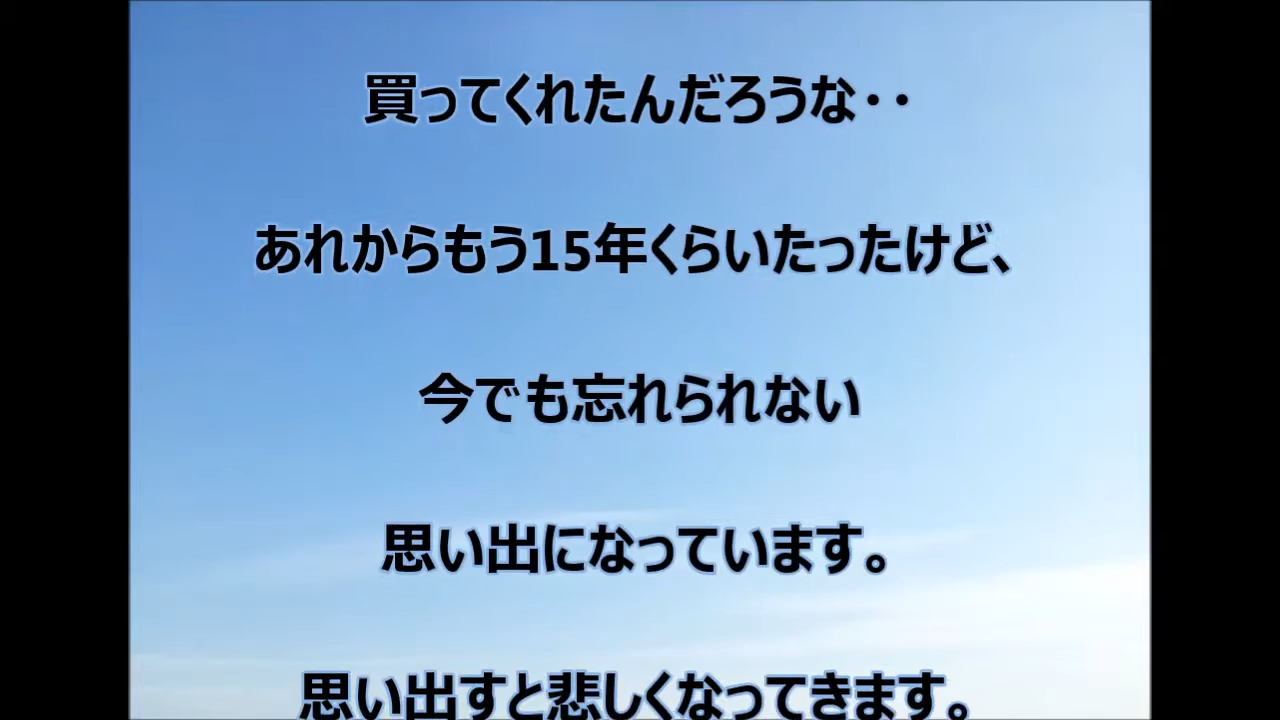 買ってくれたんだろうな・・
あれからもう15年くらいたったけど、
今でも忘れられない
思い出になっています。
思い出すと悲しくなってきます。